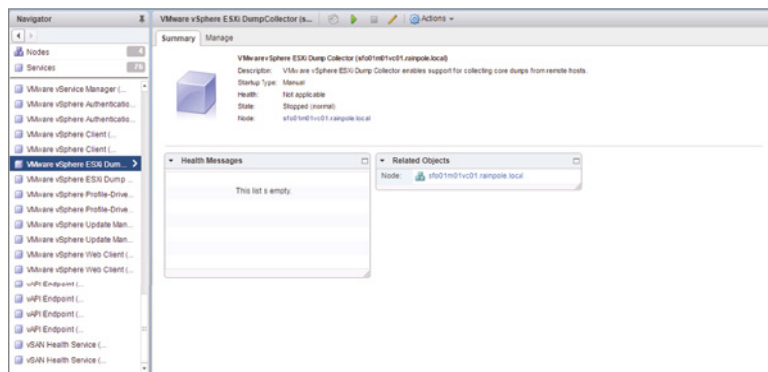 Navigator
VMware vSphere ESXi DumpCollector (s...
Actions
Nodes
4
Services
76
VMware vService Manager (...
VMware vSphere Authenticatio...
VMware vSphere Authenticatio...
VMware vSphere Client (...
VMware vSphere Client (...
VMware vSphere ESXi Dum...
VMware vSphere ESXi Dump ...
VMware vSphere Profile-Drive...
VMware vSphere Profile-Drive...
VMware vSphere Update Man...
VMware vSphere Update Man...
VMware vSphere Web Client (...
VMware vSphere Web Client (...
vAPI Endpoint (...
vAPI Endpoint (...
vAPI Endpoint (...
vAPI Endpoint (...
vSAN Health Service (...
vSAN Health Service (...
Summary Manage
VMware vSphere ESXi Dump Collector (sfo01m01vc01.rainpole.local)
Description: VMware vSphere ESXi Dump Collector enables support for collecting core dumps from remote hosts.
Startup Type: Manual
Health: Not applicable
State: Stopped (normal)
Node: sfo01m01vc01.rainpole.local
Health Messages
This list is empty.
Related Objects
Node: sfo01m01vc01.rainpole.local